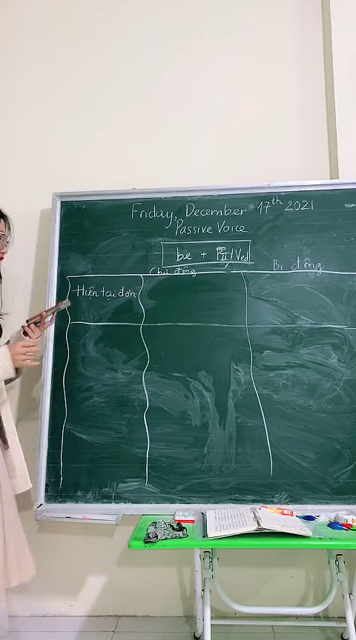 Friday, December 17th 2021
Passive Voice
be + PII/Ved
Chủ động
Bị động
Hiện tại đơn